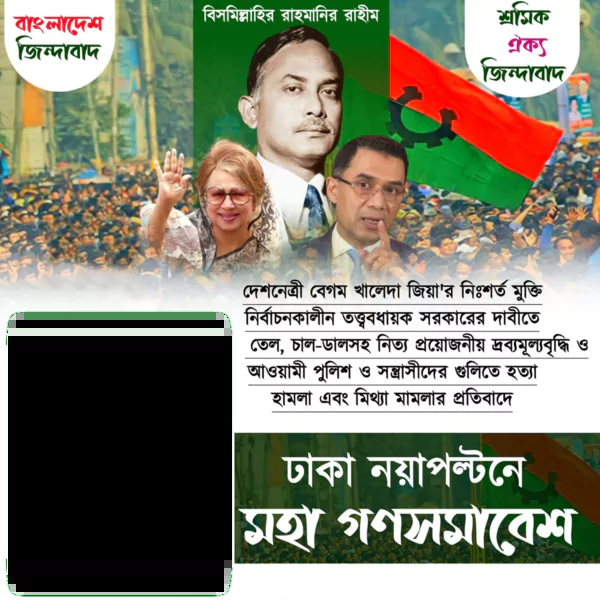 বাংলাদেশ
জিন্দাবাদ
বিসমিল্লাহির রাহমানির রাহীম
শ্রমিক
ঐক্য
জিন্দাবাদ
দেশনেত্রী বেগম খালেদা জিয়া'র নিঃশর্ত মুক্তি
নির্বাচনকালীন তত্ত্ববধায়ক সরকারের দাবীতে
তেল, চাল-ডালসহ নিত্য প্রয়োজনীয় দ্রব্যমূল্যবৃদ্ধি ও
আওয়ামী পুলিশ ও সন্ত্রাসীদের গুলিতে হত্যা
হামলা এবং মিথ্যা মামলার প্রতিবাদে
ঢাকা নয়াপল্টনে
মহা গণসমাবেশ